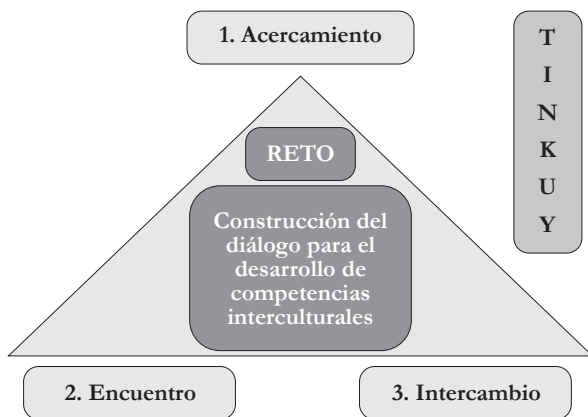 1. Acercamiento
T
I
N
K
U
Y
RETO
Construcción del
diálogo para el
desarrollo de
competencias
interculturales
2. Encuentro
3. Intercambio